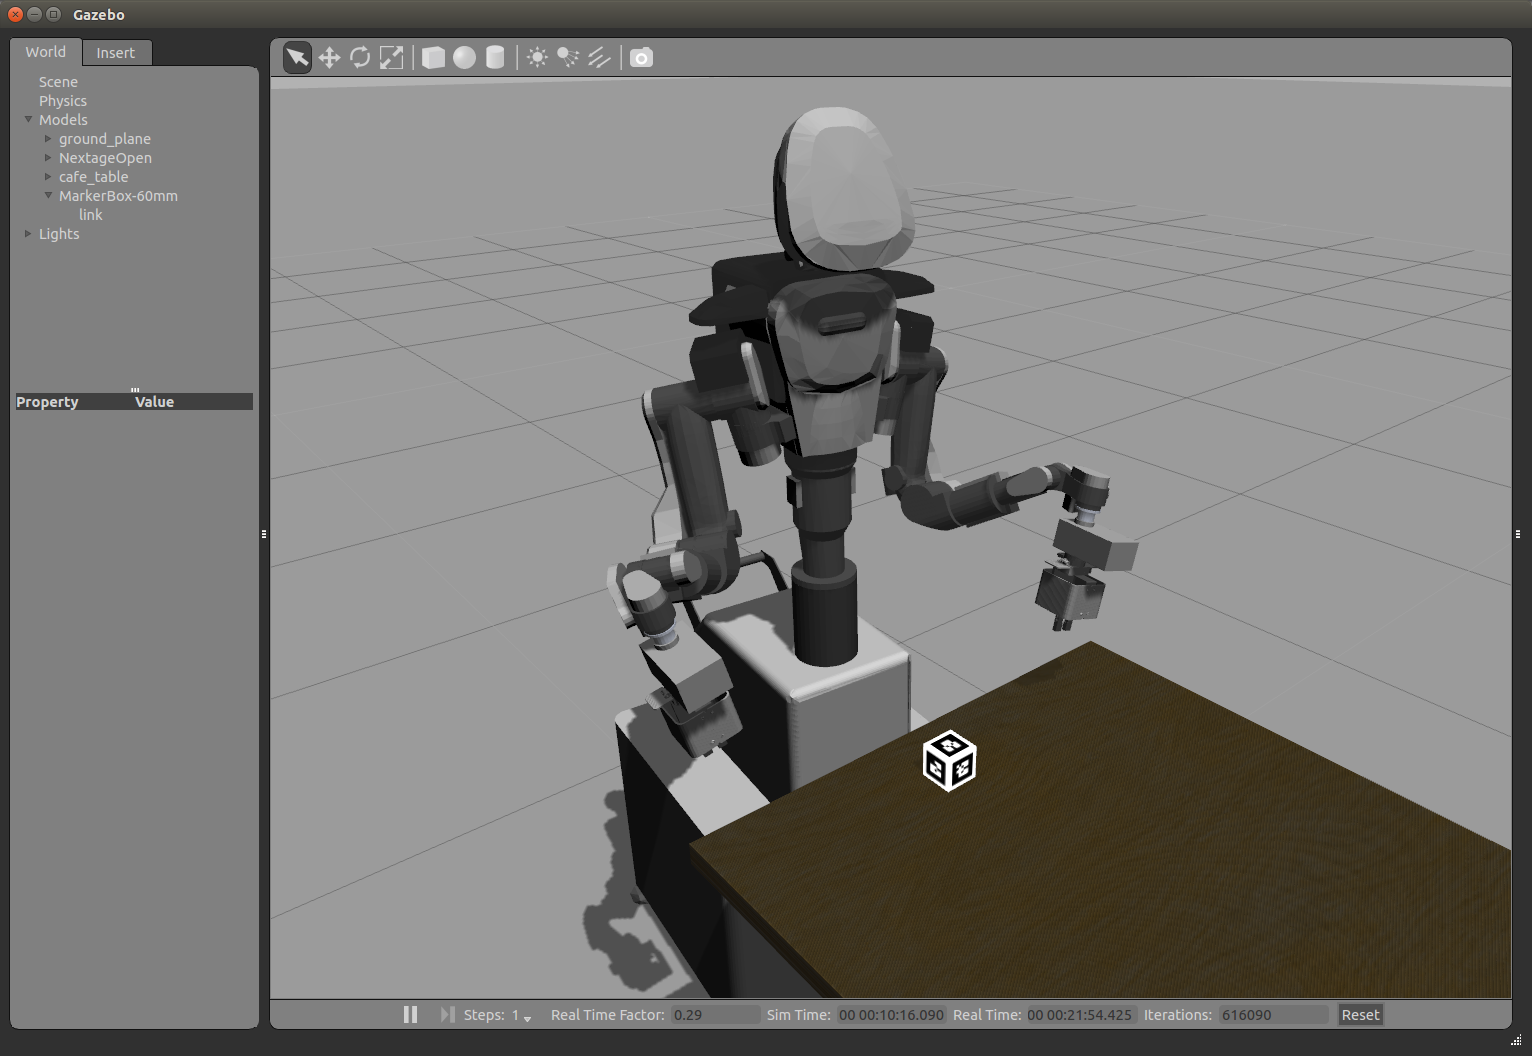 Gazebo
World Insert
Scene
Physics
Models
ground_plane
NextageOpen
cafe_table
MarkerBox-60mm
link
Lights
Property Value
Steps: 1 Real Time Factor: 0.29 Sim Time: 00 00:10:16.090 Real Time: 00 00:21:54.425 Iterations: 616090 Reset